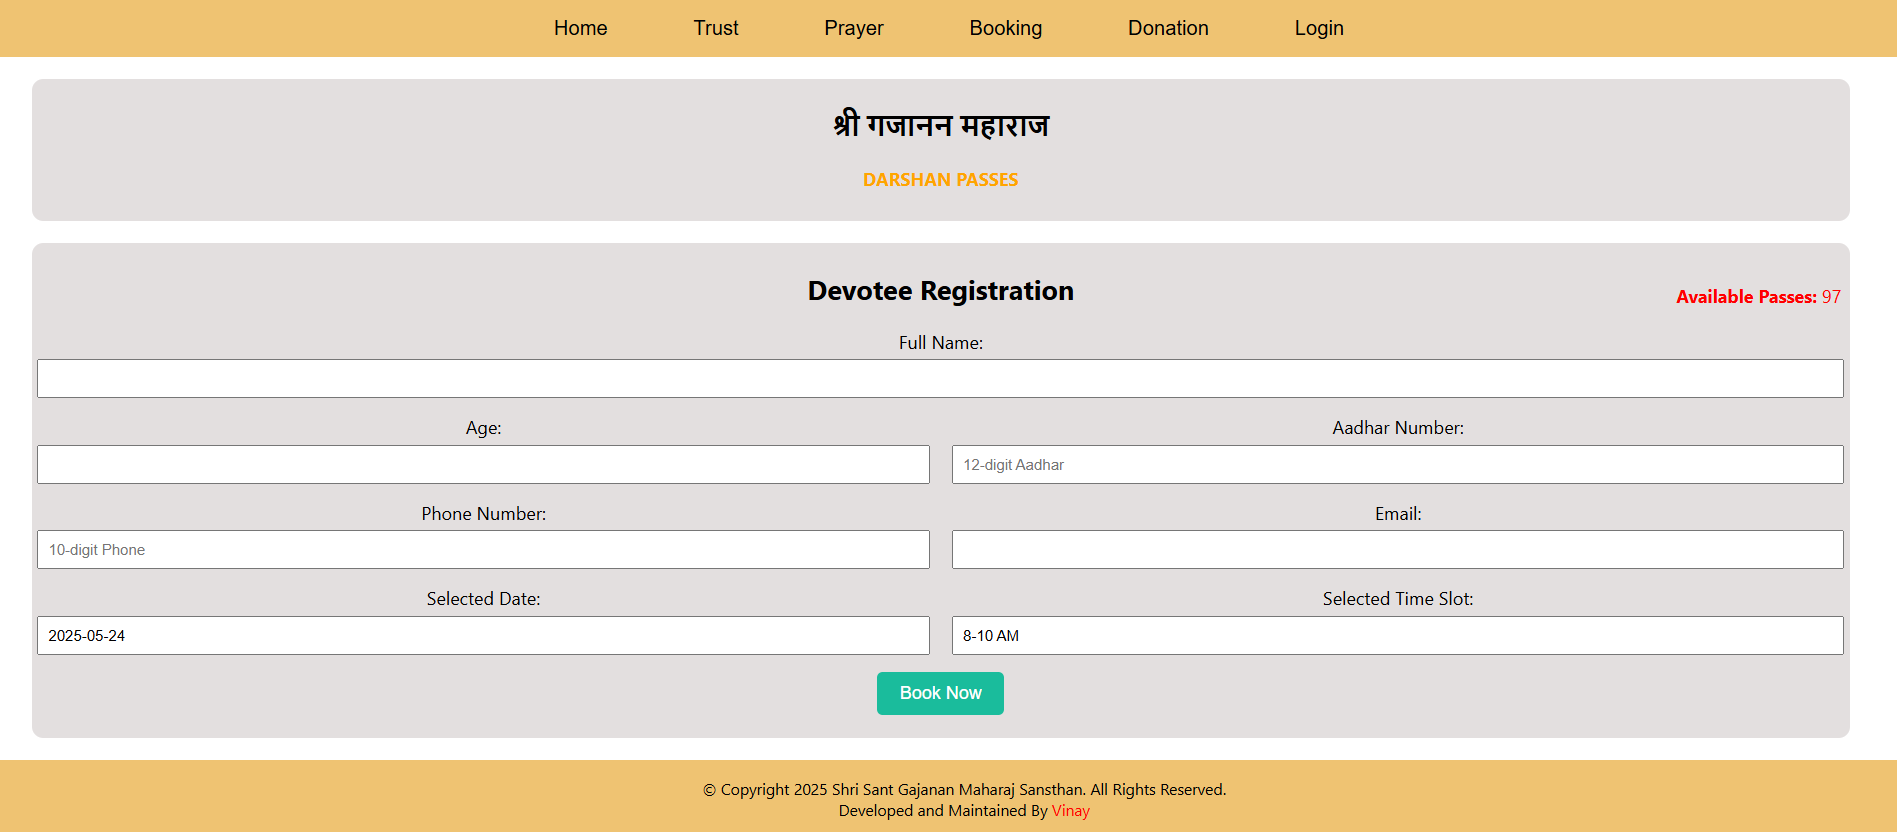 Home Trust Prayer Booking Donation Login
श्री गजानन महाराज
DARSHAN PASSES
Devotee Registration
Available Passes: 97
Full Name:
Age: Aadhar Number:
12-digit Aadhar
Phone Number: Email:
10-digit Phone
Selected Date: Selected Time Slot:
2025-05-24 8-10 AM
Book Now
© Copyright 2025 Shri Sant Gajanan Maharaj Sansthan. All Rights Reserved.
Developed and Maintained By Vinay